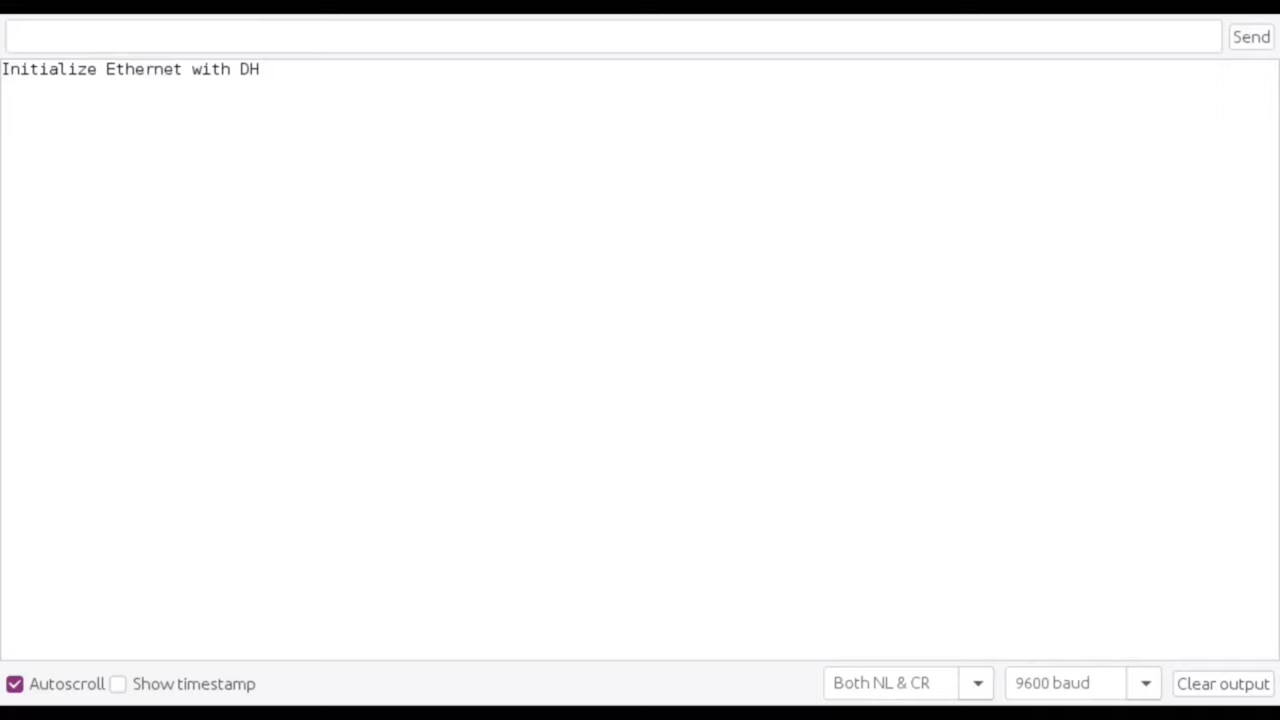 Send
Initialize Ethernet with DH
Autoscroll
Show timestamp
Both NL & CR
9600 baud
Clear output